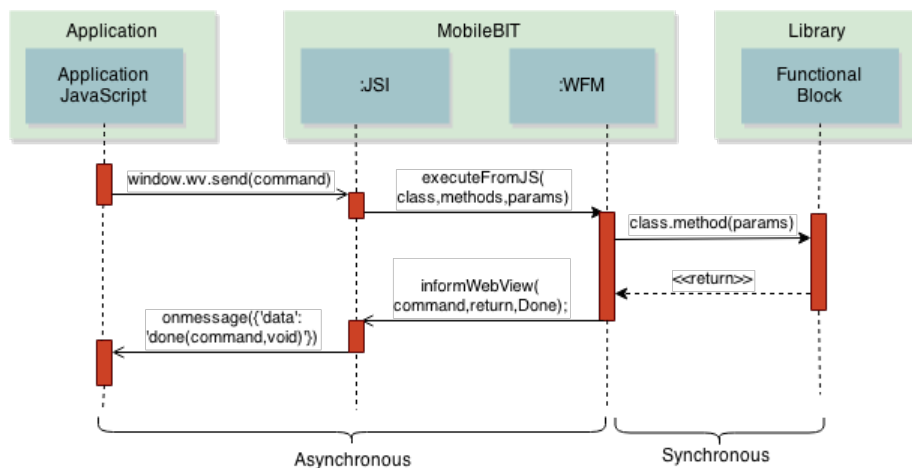 Application
MobileBIT
Library
Application
JavaScript
:JSI
:WFM
Functional
Block
window.wv.send(command)
executeFromJS(
class,methods,params)
class.method(params)
<<return>>
informWebView(
command,return,Done);
onmessage({'data':
'done(command,void)'})
Asynchronous
Synchronous